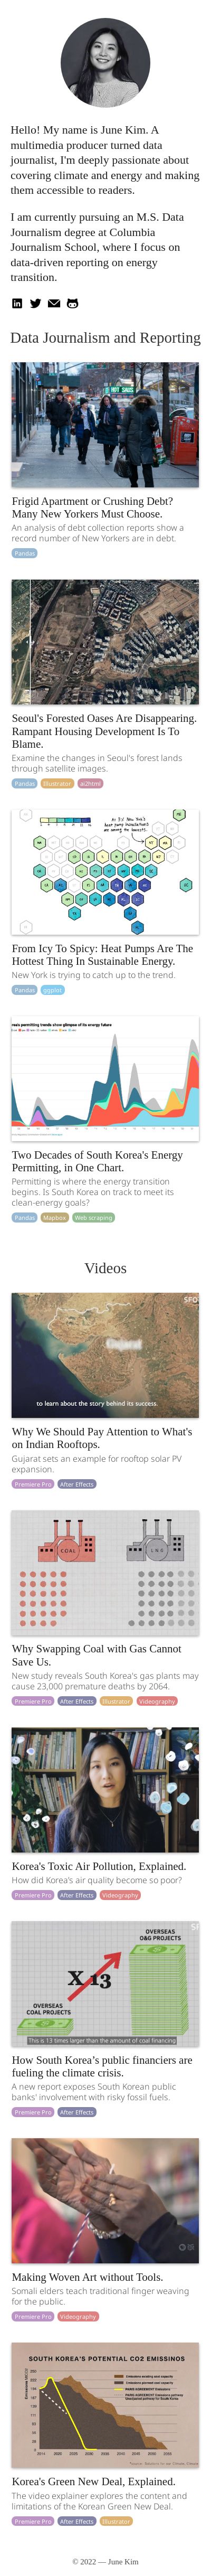 Hello! My name is June Kim. A
multimedia producer turned data
journalist, I'm deeply passionate about
covering climate and energy and making
them accessible to readers.
I am currently pursuing an M.S. Data
Journalism degree at Columbia
Journalism School, where I focus on
data-driven reporting on energy
transition.
Data Journalism and Reporting
Frigid Apartment or Crushing Debt?
Many New Yorkers Must Choose.
An analysis of debt collection reports show a
record number of New Yorkers are in debt.
Pandas
Seoul's Forested Oases Are Disappearing.
Rampant Housing Development Is To
Blame.
Examine the changes in Seoul's forest lands
through satellite images.
Pandas Illustrator ai2html
From Icy To Spicy: Heat Pumps Are The
Hottest Thing In Sustainable Energy.
New York is trying to catch up to the trend.
Pandas ggplot
Two Decades of South Korea's Energy
Permitting, in One Chart.
Permitting is where the energy transition
begins. Is South Korea on track to meet its
clean-energy goals?
Pandas Mapbox Web scraping
Videos
SFO
Gujarat
to learn about the story behind its success.
Why We Should Pay Attention to What's
on Indian Rooftops.
Gujarat sets an example for rooftop solar PV
expansion.
Premiere Pro After Effects
COAL LNG
Why Swapping Coal with Gas Cannot
Save Us.
New study reveals South Korea's gas plants may
cause 23,000 premature deaths by 2064.
Premiere Pro After Effects Illustrator Videography
Korea's Toxic Air Pollution, Explained.
How did Korea's air quality become so poor?
Premiere Pro After Effects Videography
OVERSEAS
O&G PROJECTS
X 13
OVERSEAS
COAL PROJECTS
This is 13 times larger than the amount of coal financing
How South Korea’s public financiers are
fueling the climate crisis.
A new report exposes South Korean public
banks' involvement with risky fossil fuels.
Premiere Pro After Effects
Making Woven Art without Tools.
Somali elders teach traditional finger weaving
for the public.
Premiere Pro Videography
SOUTH KOREA'S POTENTIAL CO2 EMISSINOS
Korea's Green New Deal, Explained.
The video explainer explores the content and
limitations of the Korean Green New Deal.
Premiere Pro After Effects Illustrator
© 2022 — June Kim